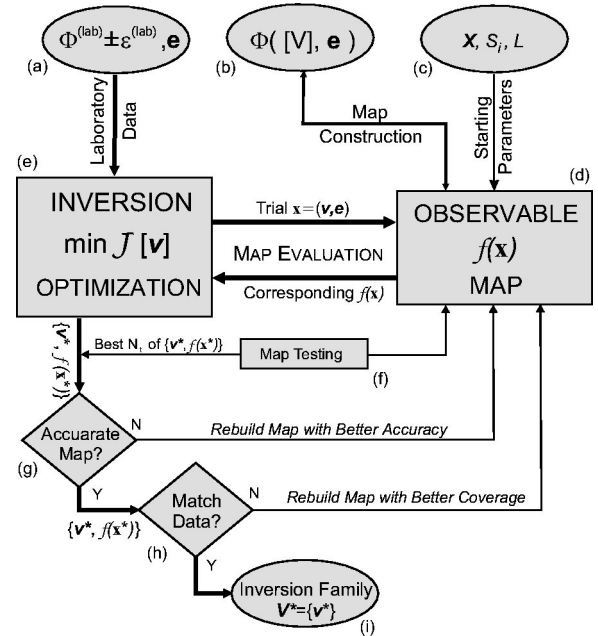 Φ(lab)±ε(lab),e
Φ( [V], e )
X, Si, L
(a)
(b)
(c)
Laboratory
Data
Map
Construction
Starting
Parameters
(e)
(d)
INVERSION
min J [v]
OPTIMIZATION
Trial x=(v,e)
MAP EVALUATION
Corresponding f(x)
OBSERVABLE
f(x)
MAP
{v*, f(x*)}
Best Nt of {v*, f(x*)}
Map Testing
(f)
Accuarate
Map?
(g)
N
Rebuild Map with Better Accuracy
Y
{v*, f(x*)}
Match
Data?
(h)
N
Rebuild Map with Better Coverage
Y
Inversion Family
V*={v*}
(i)